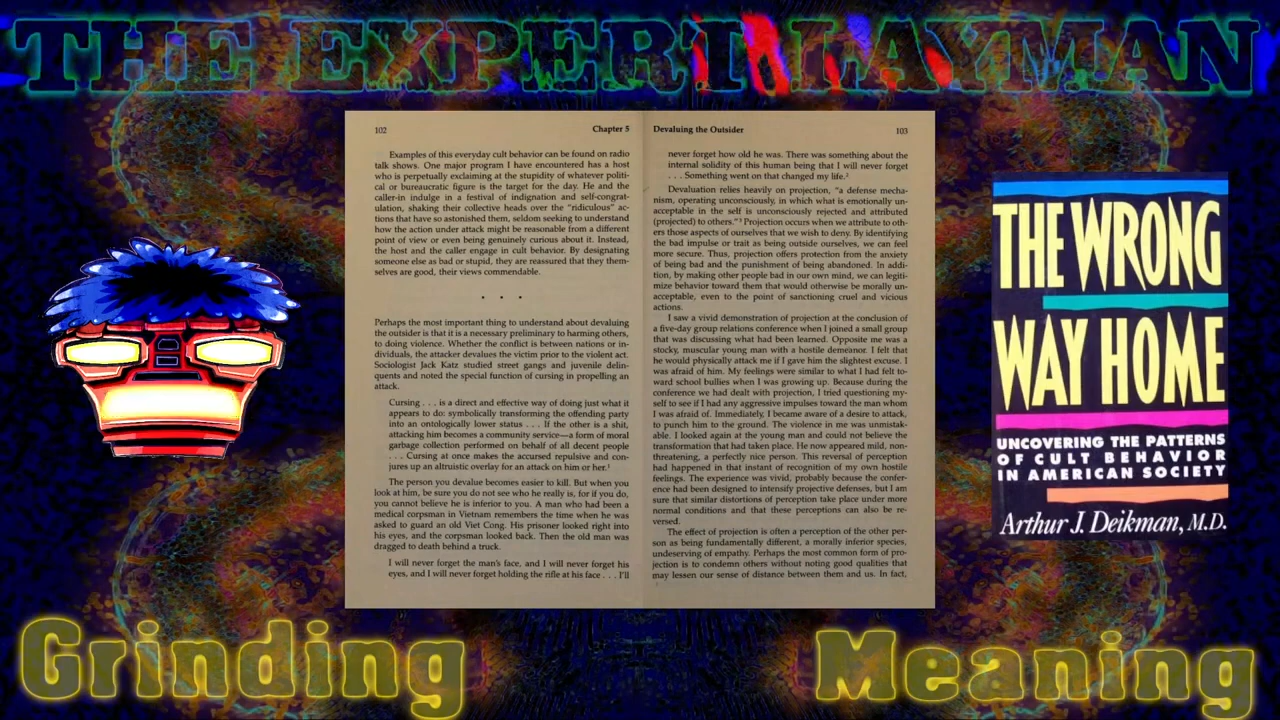 THE EXPERT LAYMAN
102 Chapter 5
Examples of this everyday cult behavior can be found on radio
talk shows. One major program I have encountered has a host
who is perpetually exclaiming at the stupidity of whatever politi-
cal or bureaucratic figure is the target for the day. He and the
caller-in indulge in a festival of indignation and self-congrat-
ulation, shaking their collective heads over the "ridiculous" ac-
tions that have so astonished them, seldom seeking to understand
how the action under attack might be reasonable from a different
point of view or even being genuinely curious about it. Instead,
the host and the caller engage in cult behavior. By designating
someone else as bad or stupid, they are reassured that they them-
selves are good, their views commendable.
. . .
Perhaps the most important thing to understand about devaluing
the outsider is that it is a necessary preliminary to harming others,
to doing violence. Whether the conflict is between nations or in-
dividuals, the attacker devalues the victim prior to the violent act.
Sociologist Jack Katz studied street gangs and juvenile delin-
quents and noted the special function of cursing in propelling an
attack.
Cursing . . . is a direct and effective way of doing just what it
appears to do: symbolically transforming the offending party
into an ontologically lower status . . . If the other is a shit,
attacking him becomes a community service—a form of moral
garbage collection performed on behalf of all decent people
. . . Cursing at once makes the accursed repulsive and con-
jures up an altruistic overlay for an attack on him or her.¹
The person you devalue becomes easier to kill. But when you
look at him, be sure you do not see who he really is, for if you do,
you cannot believe he is inferior to you. A man who had been a
medical corpsman in Vietnam remembers the time when he was
asked to guard an old Viet Cong. His prisoner looked right into
his eyes, and the corpsman looked back. Then the old man was
dragged to death behind a truck.
I will never forget the man's face, and I will never forget his
eyes, and I will never forget holding the rifle at his face . . . I'll
Devaluing the Outsider 103
never forget how old he was. There was something about the
internal solidity of this human being that I will never forget
. . . Something went on that changed my life.²
Devaluation relies heavily on projection, "a defense mecha-
nism, operating unconsciously, in which what is emotionally un-
acceptable in the self is unconsciously rejected and attributed
(projected) to others."³ Projection occurs when we attribute to oth-
ers those aspects of ourselves that we wish to deny. By identifying
the bad impulse or trait as being outside ourselves, we can feel
more secure. Thus, projection offers protection from the anxiety
of being bad and the punishment of being abandoned. In addi-
tion, by making other people bad in our own mind, we can legiti-
mize behavior toward them that would otherwise be morally un-
acceptable, even to the point of sanctioning cruel and vicious
actions.
I saw a vivid demonstration of projection at the conclusion of
a five-day group relations conference when I joined a small group
that was discussing what had been learned. Opposite me was a
stocky, muscular young man with a hostile demeanor. I felt that
he would physically attack me if I gave him the slightest excuse. I
was afraid of him. My feelings were similar to what I had felt to-
ward school bullies when I was growing up. Because during the
conference we had dealt with projection, I tried questioning my-
self to see if I had any aggressive impulses toward the man whom
I was afraid of. Immediately, I became aware of a desire to attack,
to punch him to the ground. The violence in me was unmistak-
able. I looked again at the young man and could not believe the
transformation that had taken place. He now appeared mild, non-
threatening, a perfectly nice person. This reversal of perception
had happened in that instant of recognition of my own hostile
feelings. The experience was vivid, probably because the confer-
ence had been designed to intensify projective defenses, but I am
sure that similar distortions of perception take place under more
normal conditions and that these perceptions can also be re-
versed.
The effect of projection is often a perception of the other per-
son as being fundamentally different, a morally inferior species,
undeserving of empathy. Perhaps the most common form of pro-
jection is to condemn others without noting good qualities that
may lessen our sense of distance between them and us. In fact,
THE WRONG
WAY HOME
UNCOVERING THE PATTERNS
OF CULT BEHAVIOR
IN AMERICAN SOCIETY
Arthur J. Deikman, M.D.
Grinding Meaning